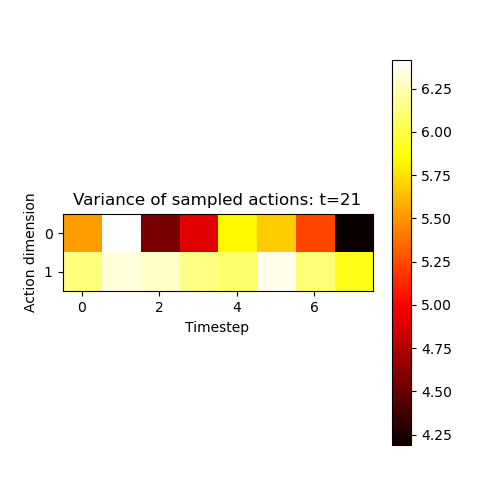 Variance of sampled actions: t=21
Action dimension
0
1
0 2 4 6
Timestep
6.25
6.00
5.75
5.50
5.25
5.00
4.75
4.50
4.25